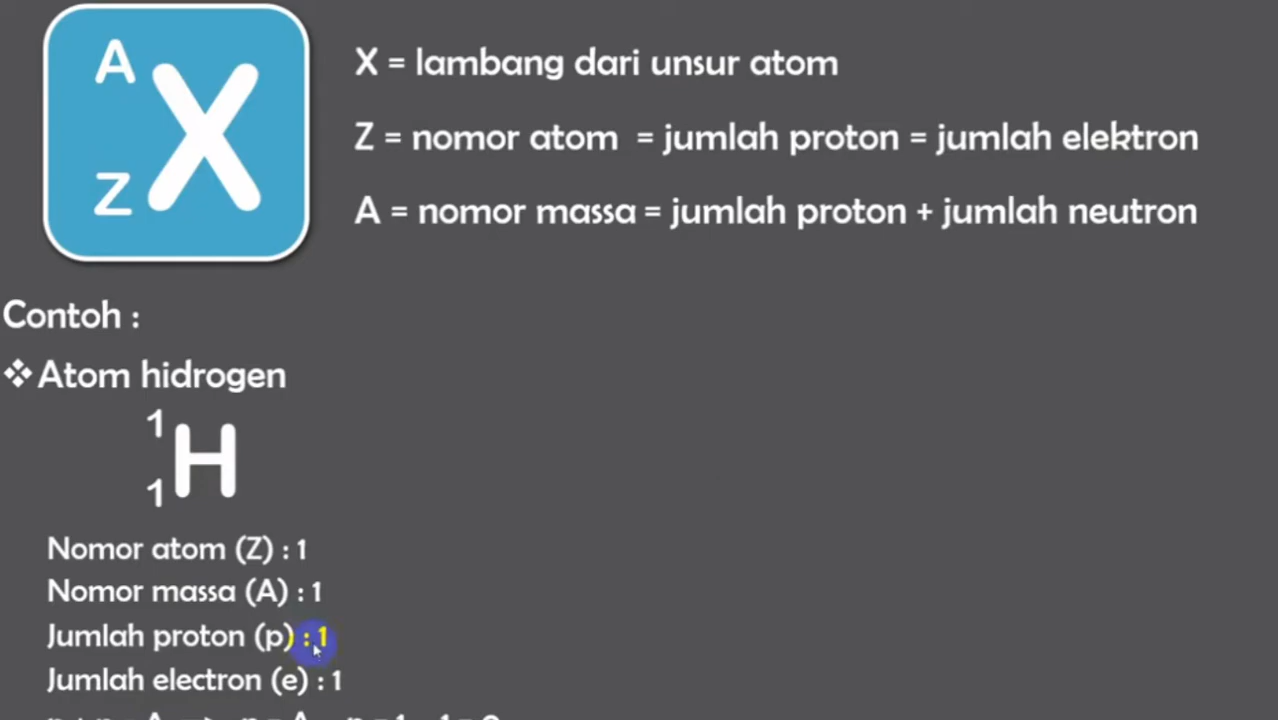 A
X
Z
X = lambang dari unsur atom
Z = nomor atom = jumlah proton = jumlah elektron
A = nomor massa = jumlah proton + jumlah neutron
Contoh :
❖Atom hidrogen
1
H
1
Nomor atom (Z) : 1
Nomor massa (A) : 1
Jumlah proton (p) : 1
Jumlah electron (e) : 1